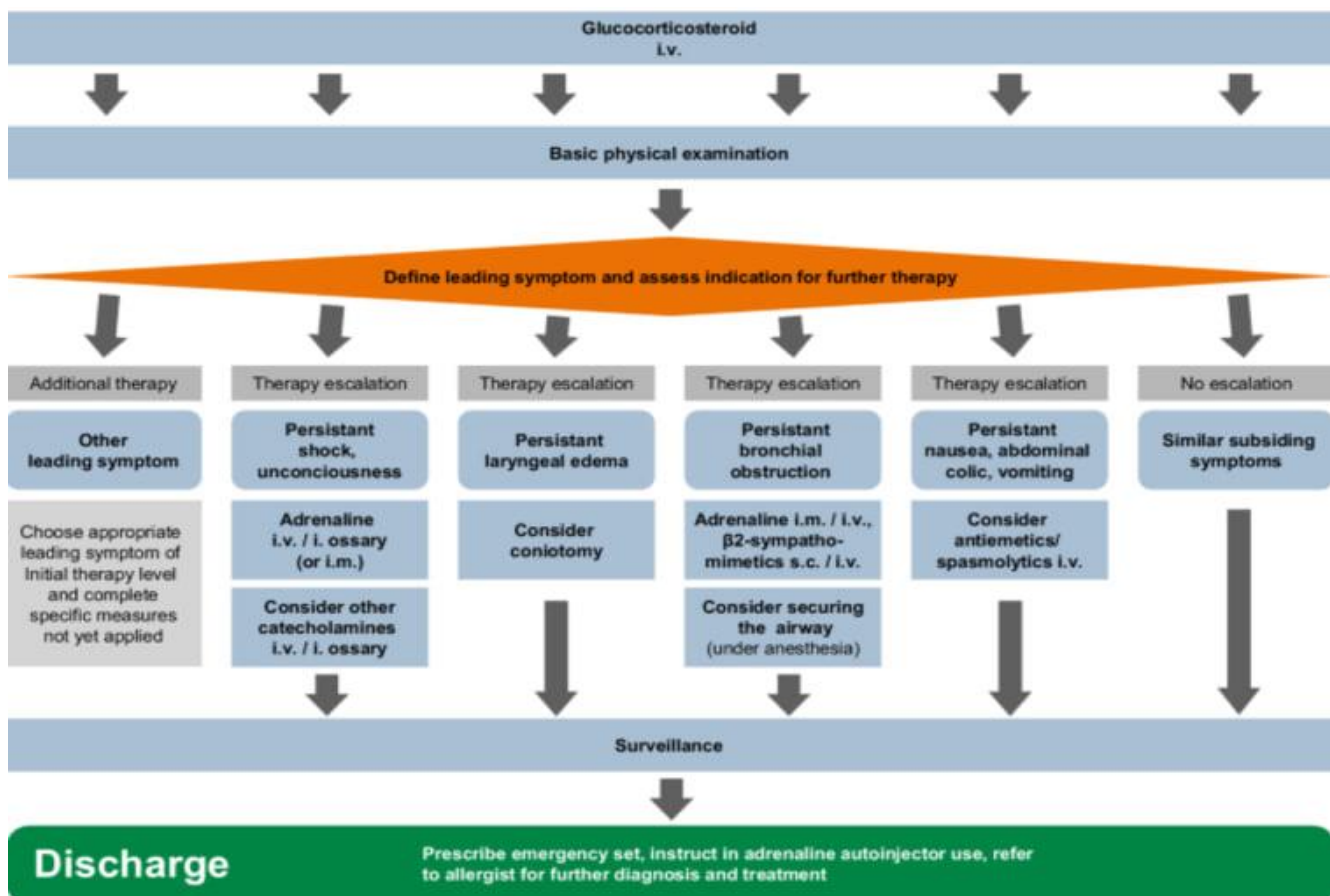 Glucocorticosteroid
i.v.
Basic physical examination
Define leading symptom and assess indication for further therapy
Additional therapy
Other
leading symptom
Choose appropriate
leading symptom of
Initial therapy level
and complete
specific measures
not yet applied
Therapy escalation
Persistant
shock,
unconciousness
Adrenaline
i.v. / i. ossary
(or i.m.)
Consider other
catecholamines
i.v. / i. ossary
Therapy escalation
Persistant
laryngeal edema
Consider
coniotomy
Therapy escalation
Persistant
bronchial
obstruction
Adrenaline i.m. / i.v.,
β2-sympatho-
mimetics s.c. / i.v.
Consider securing
the airway
(under anesthesia)
Therapy escalation
Persistant
nausea, abdominal
colic, vomiting
Consider
antiemetics/
spasmolytics i.v.
No escalation
Similar subsiding
symptoms
Surveillance
Discharge
Prescribe emergency set, instruct in adrenaline autoinjector use, refer
to allergist for further diagnosis and treatment